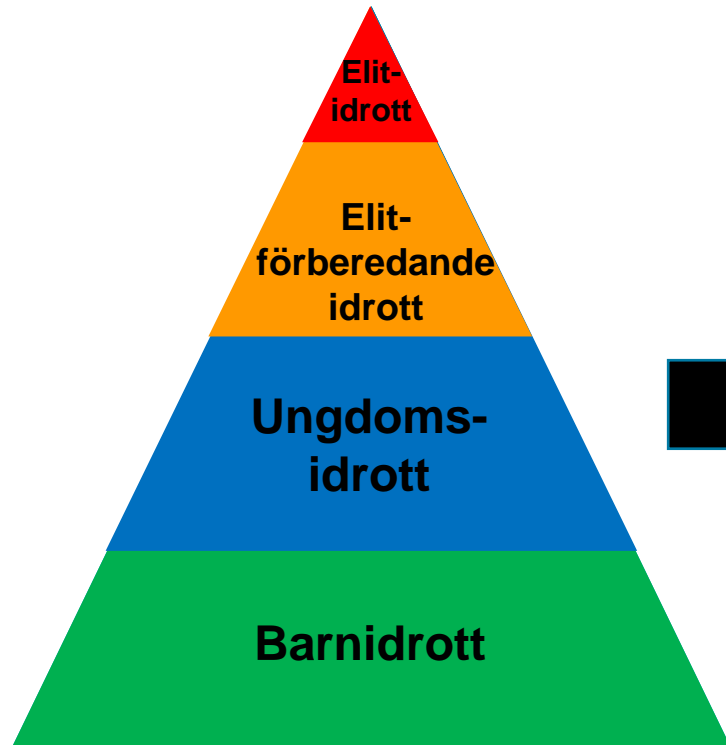 Elit-
idrott
Elit-
förberedande
idrott
Ungdoms-
idrott
Barnidrott